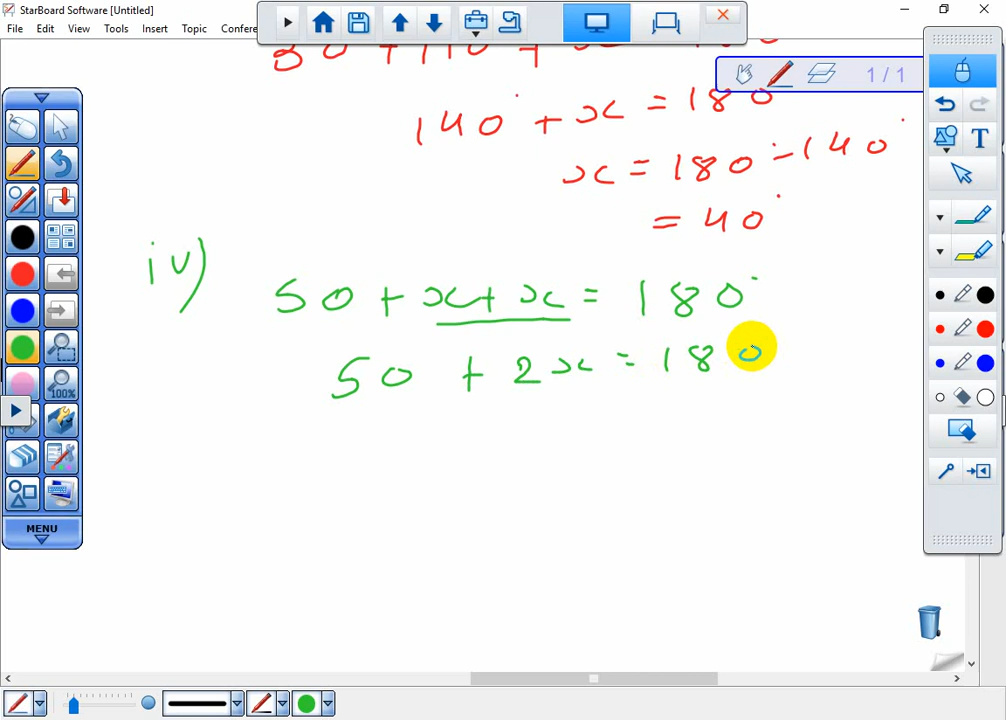 StarBoard Software [Untitled]
File Edit View Tools Insert Topic Confere
1 / 1
140° + x = 180
x = 180° - 140°
= 40°
iv)
50 + x + x = 180°
50 + 2x = 180
T
100%
MENU